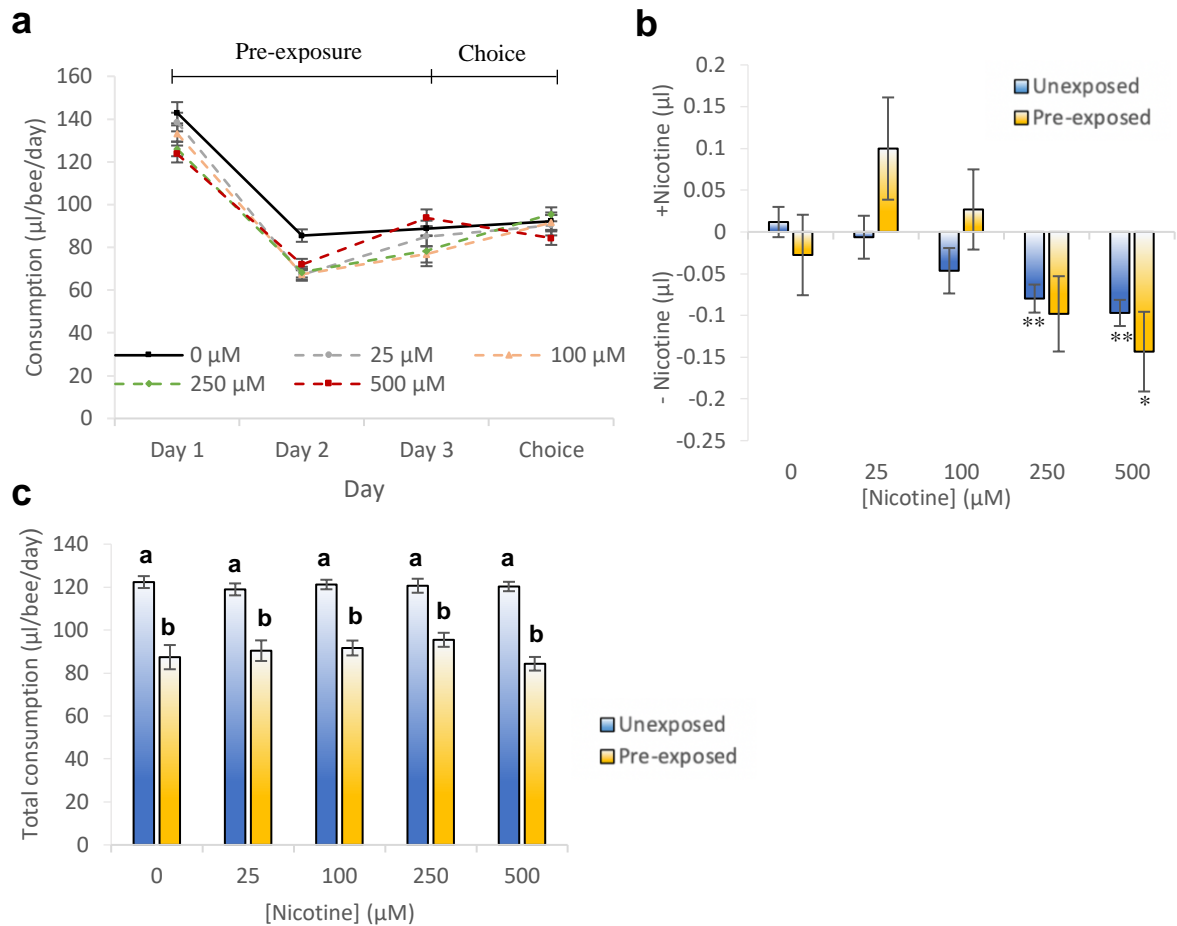 a
Pre-exposure Choice
160
140
120
100
80
60
40
20
0
Consumption (µl/bee/day)
0 µM 25 µM 100 µM
250 µM 500 µM
Day 1 Day 2 Day 3 Choice
Day
b
0.2
0.15
0.1
0.05
0
-0.05
-0.1
-0.15
-0.2
-0.25
- Nicotine (µl) +Nicotine (µl)
Unexposed
Pre-exposed
** ** *
0 25 100 250 500
[Nicotine] (µM)
c
140
120
100
80
60
40
20
0
Total consumption (µl/bee/day)
a a a a a
b b b b b
0 25 100 250 500
[Nicotine] (µM)
Unexposed
Pre-exposed